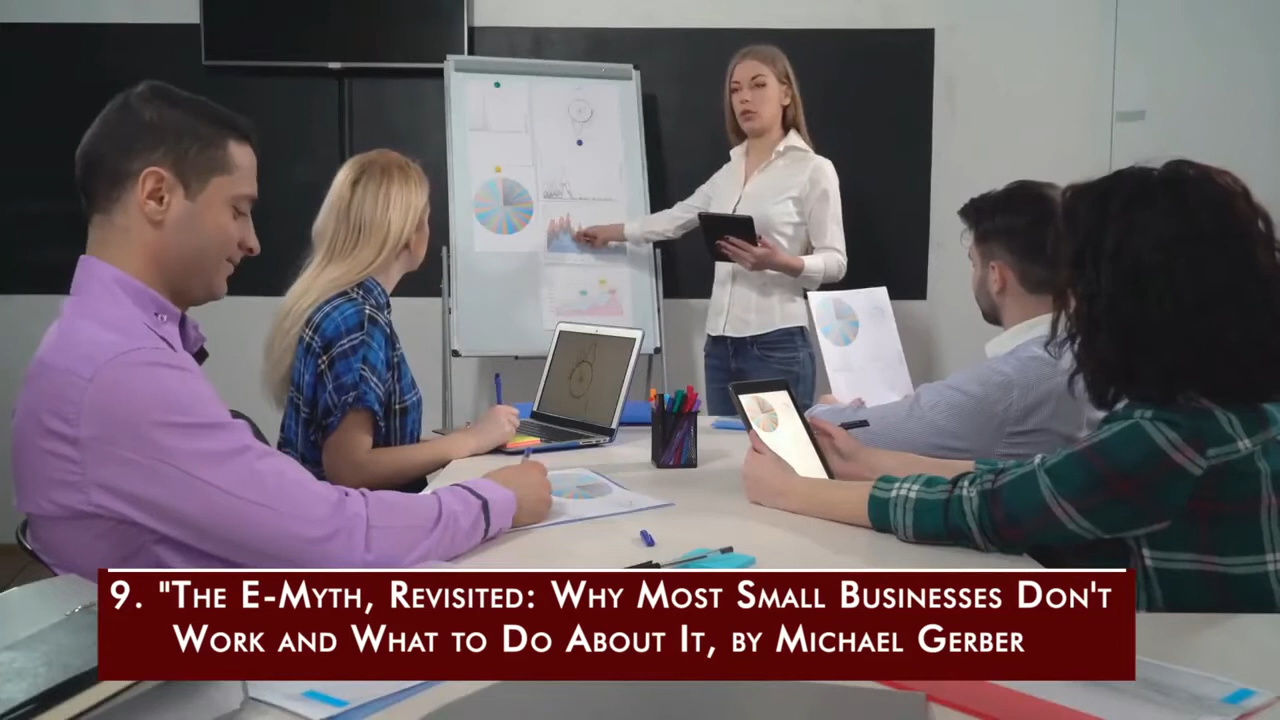 9. "The E-Myth, Revisited: Why Most Small Businesses Don't
Work and What to Do About It, by Michael Gerber